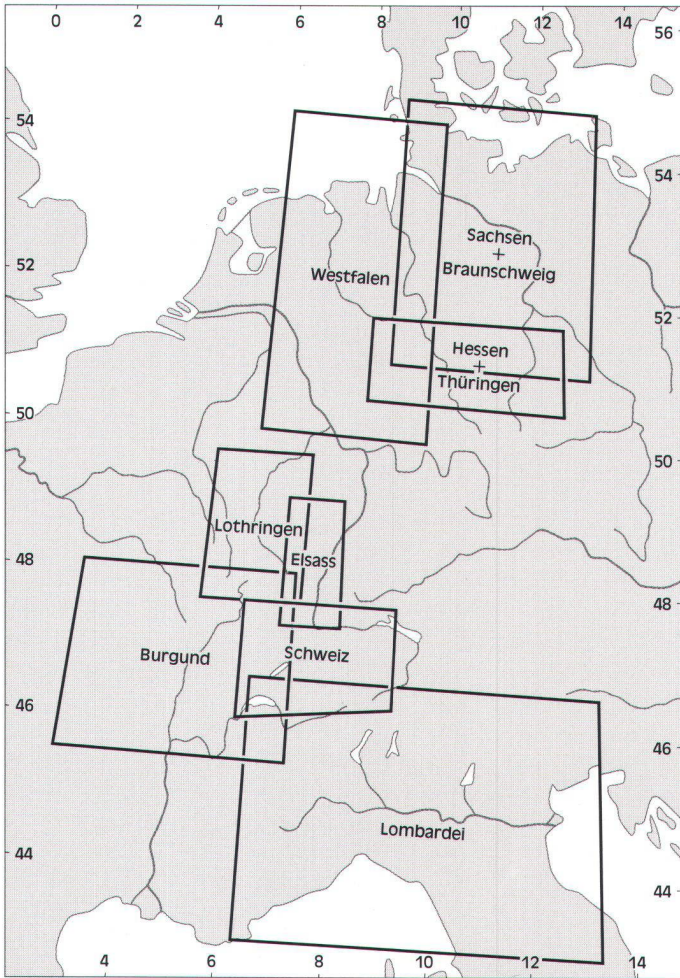 0 2 4 6 8 10 12 14
56
54
54
Sachsen
Braunschweig
52
Westfalen
52
Hessen
Thüringen
50
50
Lothringen
Elsass
48
48
Burgund
Schweiz
46
46
Lombardei
44
44
4 6 8 10 12 14